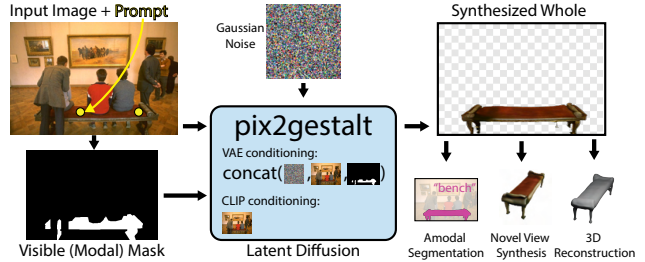 Input Image + Prompt
Gaussian
Noise
Synthesized Whole
pix2gestalt
VAE conditioning:
concat( , , )
CLIP conditioning:
Visible (Modal) Mask
Latent Diffusion
"bench"
Amodal
Segmentation
Novel View
Synthesis
3D
Reconstruction